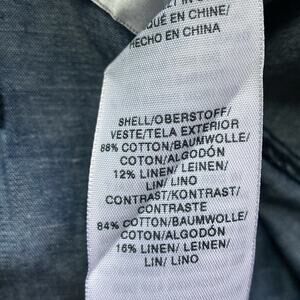 QUÉ EN CHINE/
HECHO EN CHINA
SHELL/OBERSTOFF/
VESTE/TELA EXTERIOR
88% COTTON/BAUMWOLLE/
COTON/ALGODÓN
12% LINEN/ LEINEN/
LIN/ LINO
CONTRAST/KONTRAST/
CONTRASTE
84% COTTON/BAUMWOLLE/
COTON/ALGODÓN
16% LINEN/ LEINEN/
LIN/ LINO